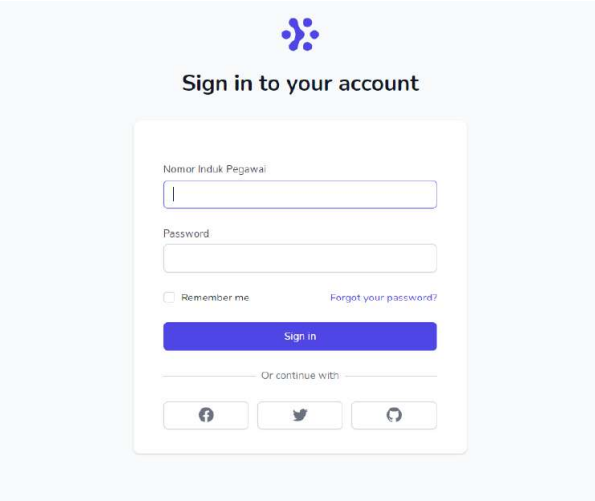 Sign in to your account
Nomor Induk Pegawai
Password
Remember me
Forgot your password?
Sign in
Or continue with